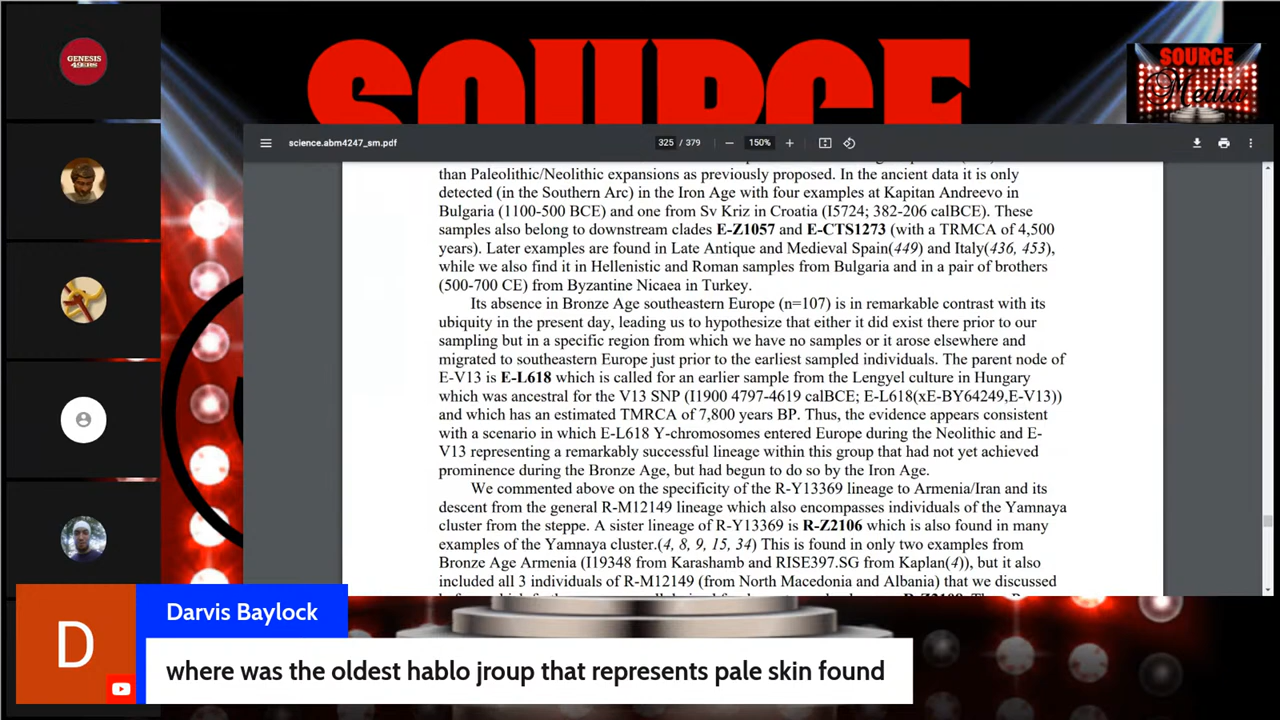 SOURCE
GENESIS
49ERS
SOURCE
Media
science.abm4247_sm.pdf
325 / 379
150%
than Paleolithic/Neolithic expansions as previously proposed. In the ancient data it is only
detected (in the Southern Arc) in the Iron Age with four examples at Kapitan Andreevo in
Bulgaria (1100-500 BCE) and one from Sv Kriz in Croatia (I5724; 382-206 calBCE). These
samples also belong to downstream clades E-Z1057 and E-CTS1273 (with a TRMCA of 4,500
years). Later examples are found in Late Antique and Medieval Spain(449) and Italy(436, 453),
while we also find it in Hellenistic and Roman samples from Bulgaria and in a pair of brothers
(500-700 CE) from Byzantine Nicaea in Turkey.
Its absence in Bronze Age southeastern Europe (n=107) is in remarkable contrast with its
ubiquity in the present day, leading us to hypothesize that either it did exist there prior to our
sampling but in a specific region from which we have no samples or it arose elsewhere and
migrated to southeastern Europe just prior to the earliest sampled individuals. The parent node of
E-V13 is E-L618 which is called for an earlier sample from the Lengyel culture in Hungary
which was ancestral for the V13 SNP (I1900 4797-4619 calBCE; E-L618(xE-BY64249,E-V13))
and which has an estimated TMRCA of 7,800 years BP. Thus, the evidence appears consistent
with a scenario in which E-L618 Y-chromosomes entered Europe during the Neolithic and E-
V13 representing a remarkably successful lineage within this group that had not yet achieved
prominence during the Bronze Age, but had begun to do so by the Iron Age.
We commented above on the specificity of the R-Y13369 lineage to Armenia/Iran and its
descent from the general R-M12149 lineage which also encompasses individuals of the Yamnaya
cluster from the steppe. A sister lineage of R-Y13369 is R-Z2106 which is also found in many
examples of the Yamnaya cluster.(4, 8, 9, 15, 34) This is found in only two examples from
Bronze Age Armenia (I19348 from Karashamb and RISE397.SG from Kaplan(4)), but it also
included all 3 individuals of R-M12149 (from North Macedonia and Albania) that we discussed
D
Darvis Baylock
where was the oldest hablo jroup that represents pale skin found